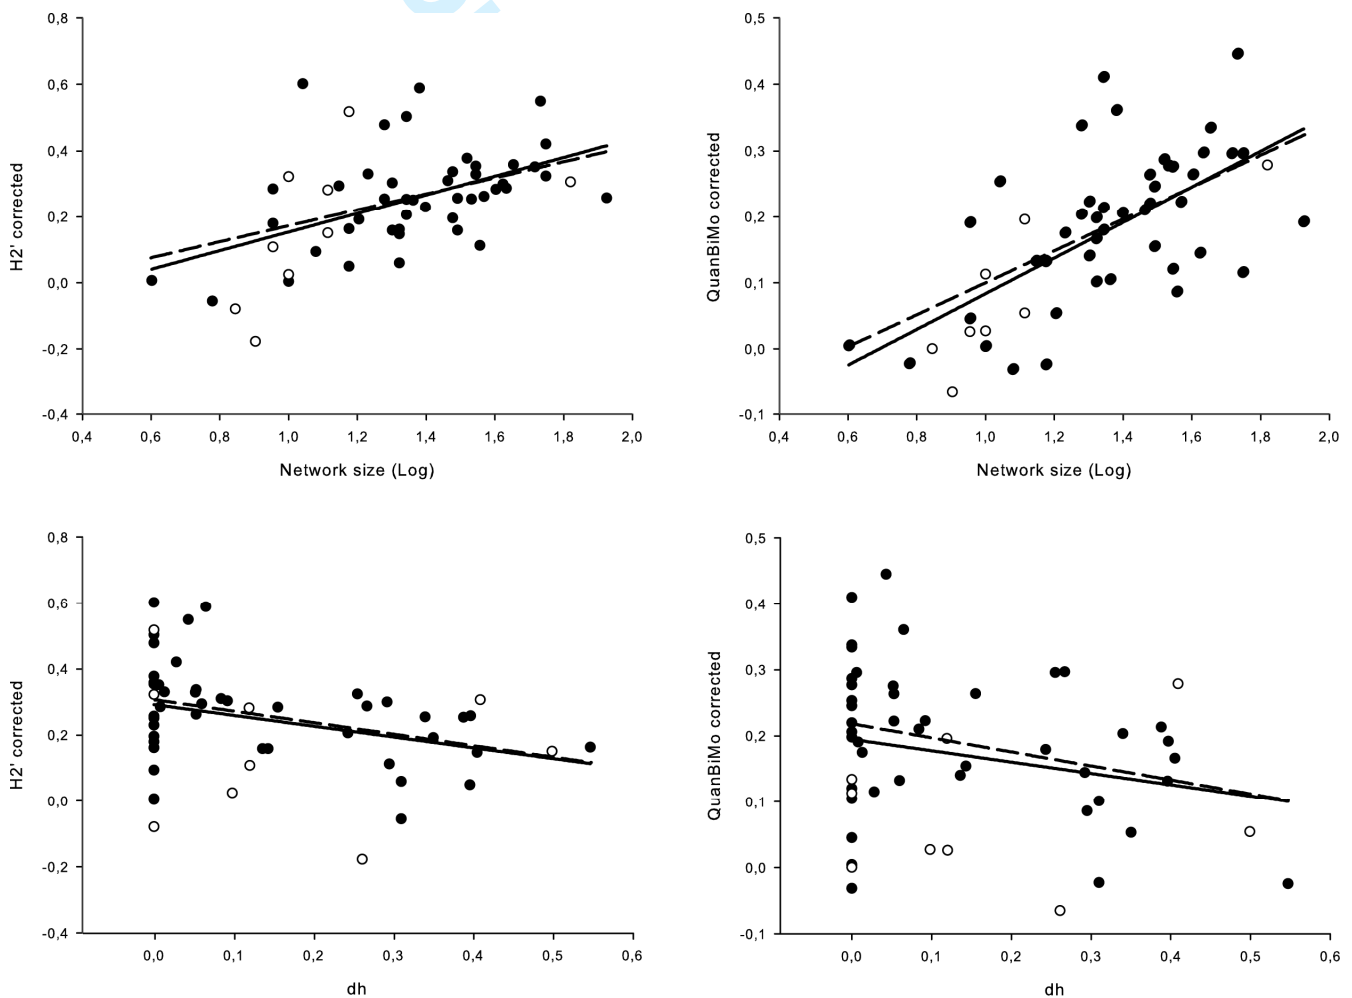 0,8
0,6
0,4
0,2
0,0
-0,2
-0,4
H2' corrected
0,4 0,6 0,8 1,0 1,2 1,4 1,6 1,8 2,0
Network size (Log)
0,5
0,4
0,3
0,2
0,1
0,0
-0,1
QuanBiMo corrected
0,4 0,6 0,8 1,0 1,2 1,4 1,6 1,8 2,0
Network size (Log)
0,8
0,6
0,4
0,2
0,0
-0,2
-0,4
H2' corrected
0,0 0,1 0,2 0,3 0,4 0,5 0,6
dh
0,5
0,4
0,3
0,2
0,1
0,0
-0,1
QuanBiMo corrected
0,0 0,1 0,2 0,3 0,4 0,5 0,6
dh